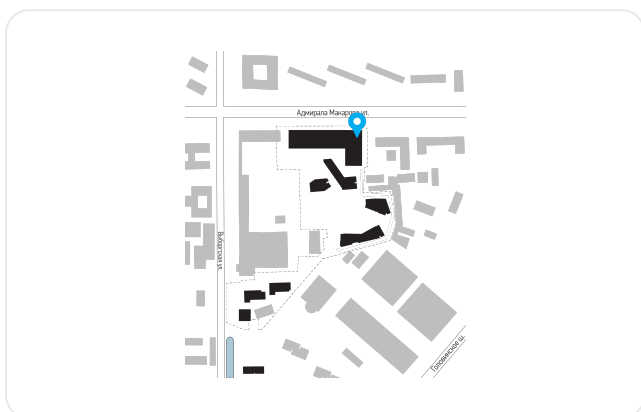 Адмирала Макарова ул.
Выборгская ул.
Головинское ш.